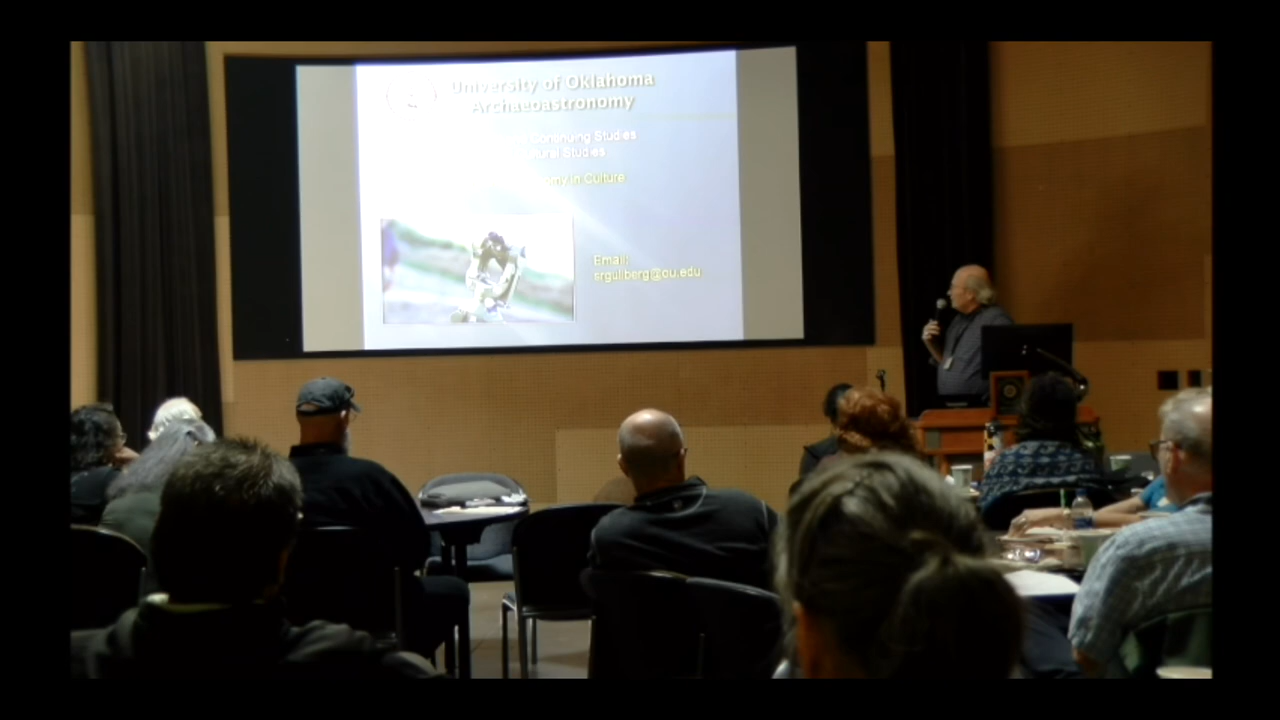 University of Oklahoma
Archaeoastronomy
Continuing Studies
Studies
in Culture
Email:
srgullberg@ou.edu